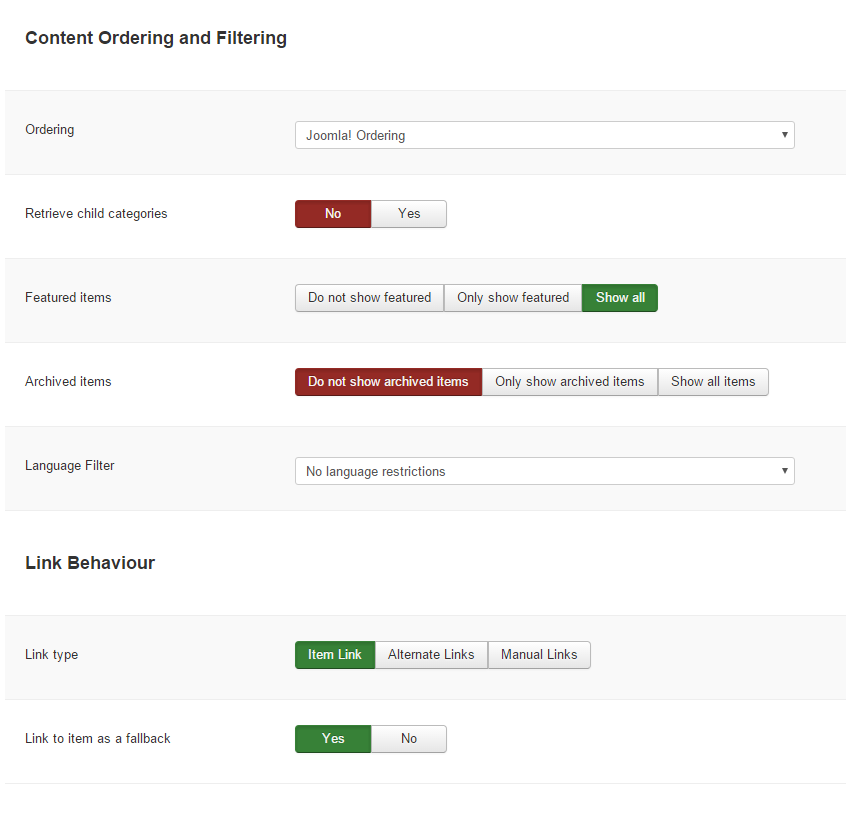 Content Ordering and Filtering
Ordering
Joomla! Ordering
Retrieve child categories
No Yes
Featured items
Do not show featured Only show featured Show all
Archived items
Do not show archived items Only show archived items Show all items
Language Filter
No language restrictions
Link Behaviour
Link type
Item Link Alternate Links Manual Links
Link to item as a fallback
Yes No